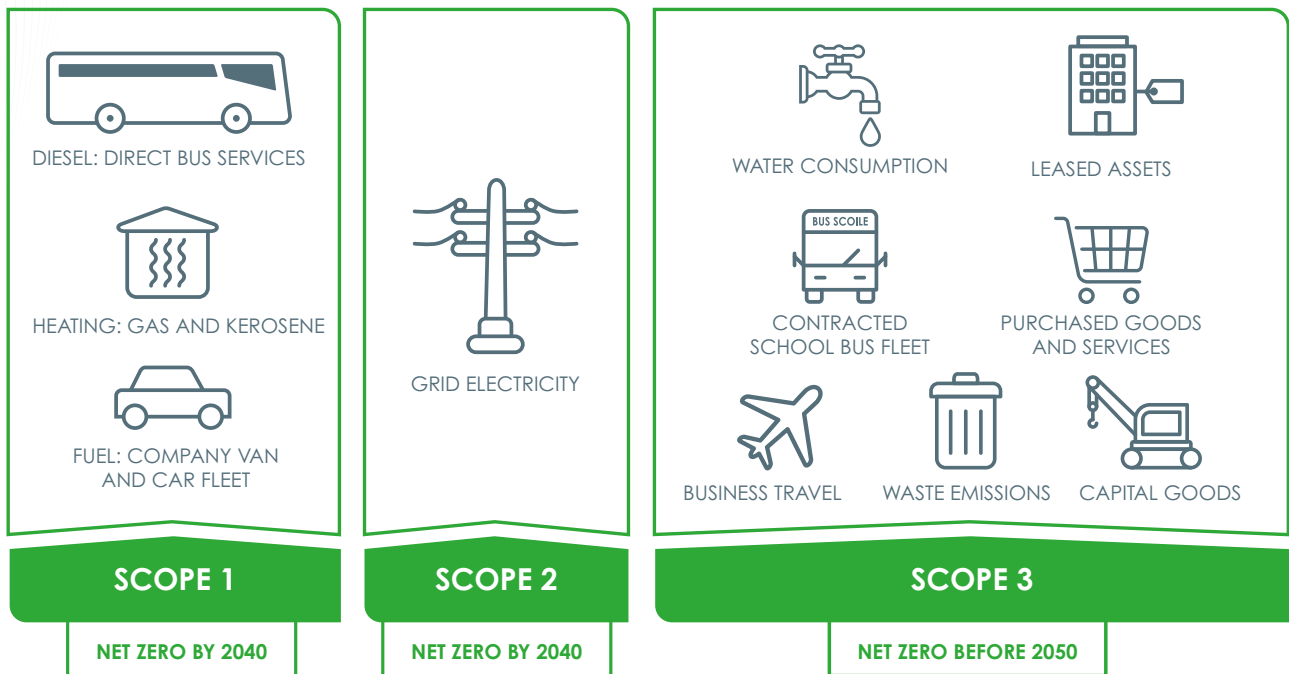 DIESEL: DIRECT BUS SERVICES
HEATING: GAS AND KEROSENE
FUEL: COMPANY VAN
AND CAR FLEET
SCOPE 1
NET ZERO BY 2040
GRID ELECTRICITY
SCOPE 2
NET ZERO BY 2040
WATER CONSUMPTION
LEASED ASSETS
BUS SCOILE
CONTRACTED
SCHOOL BUS FLEET
PURCHASED GOODS
AND SERVICES
BUSINESS TRAVEL
WASTE EMISSIONS
CAPITAL GOODS
SCOPE 3
NET ZERO BEFORE 2050